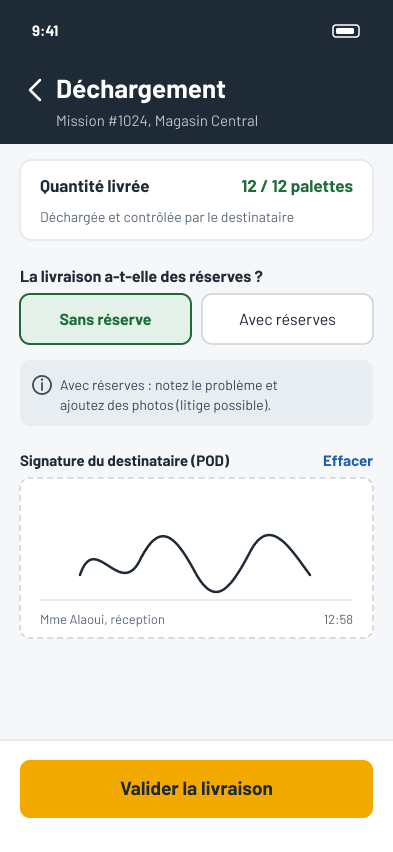 9:41
Déchargement
Mission #1024, Magasin Central
Quantité livrée
12 / 12 palettes
Déchargée et contrôlée par le destinataire
La livraison a-t-elle des réserves ?
Sans réserve
Avec réserves
Avec réserves : notez le problème et
ajoutez des photos (litige possible).
Signature du destinataire (POD)
Effacer
Mme Alaoui, réception
12:58
Valider la livraison